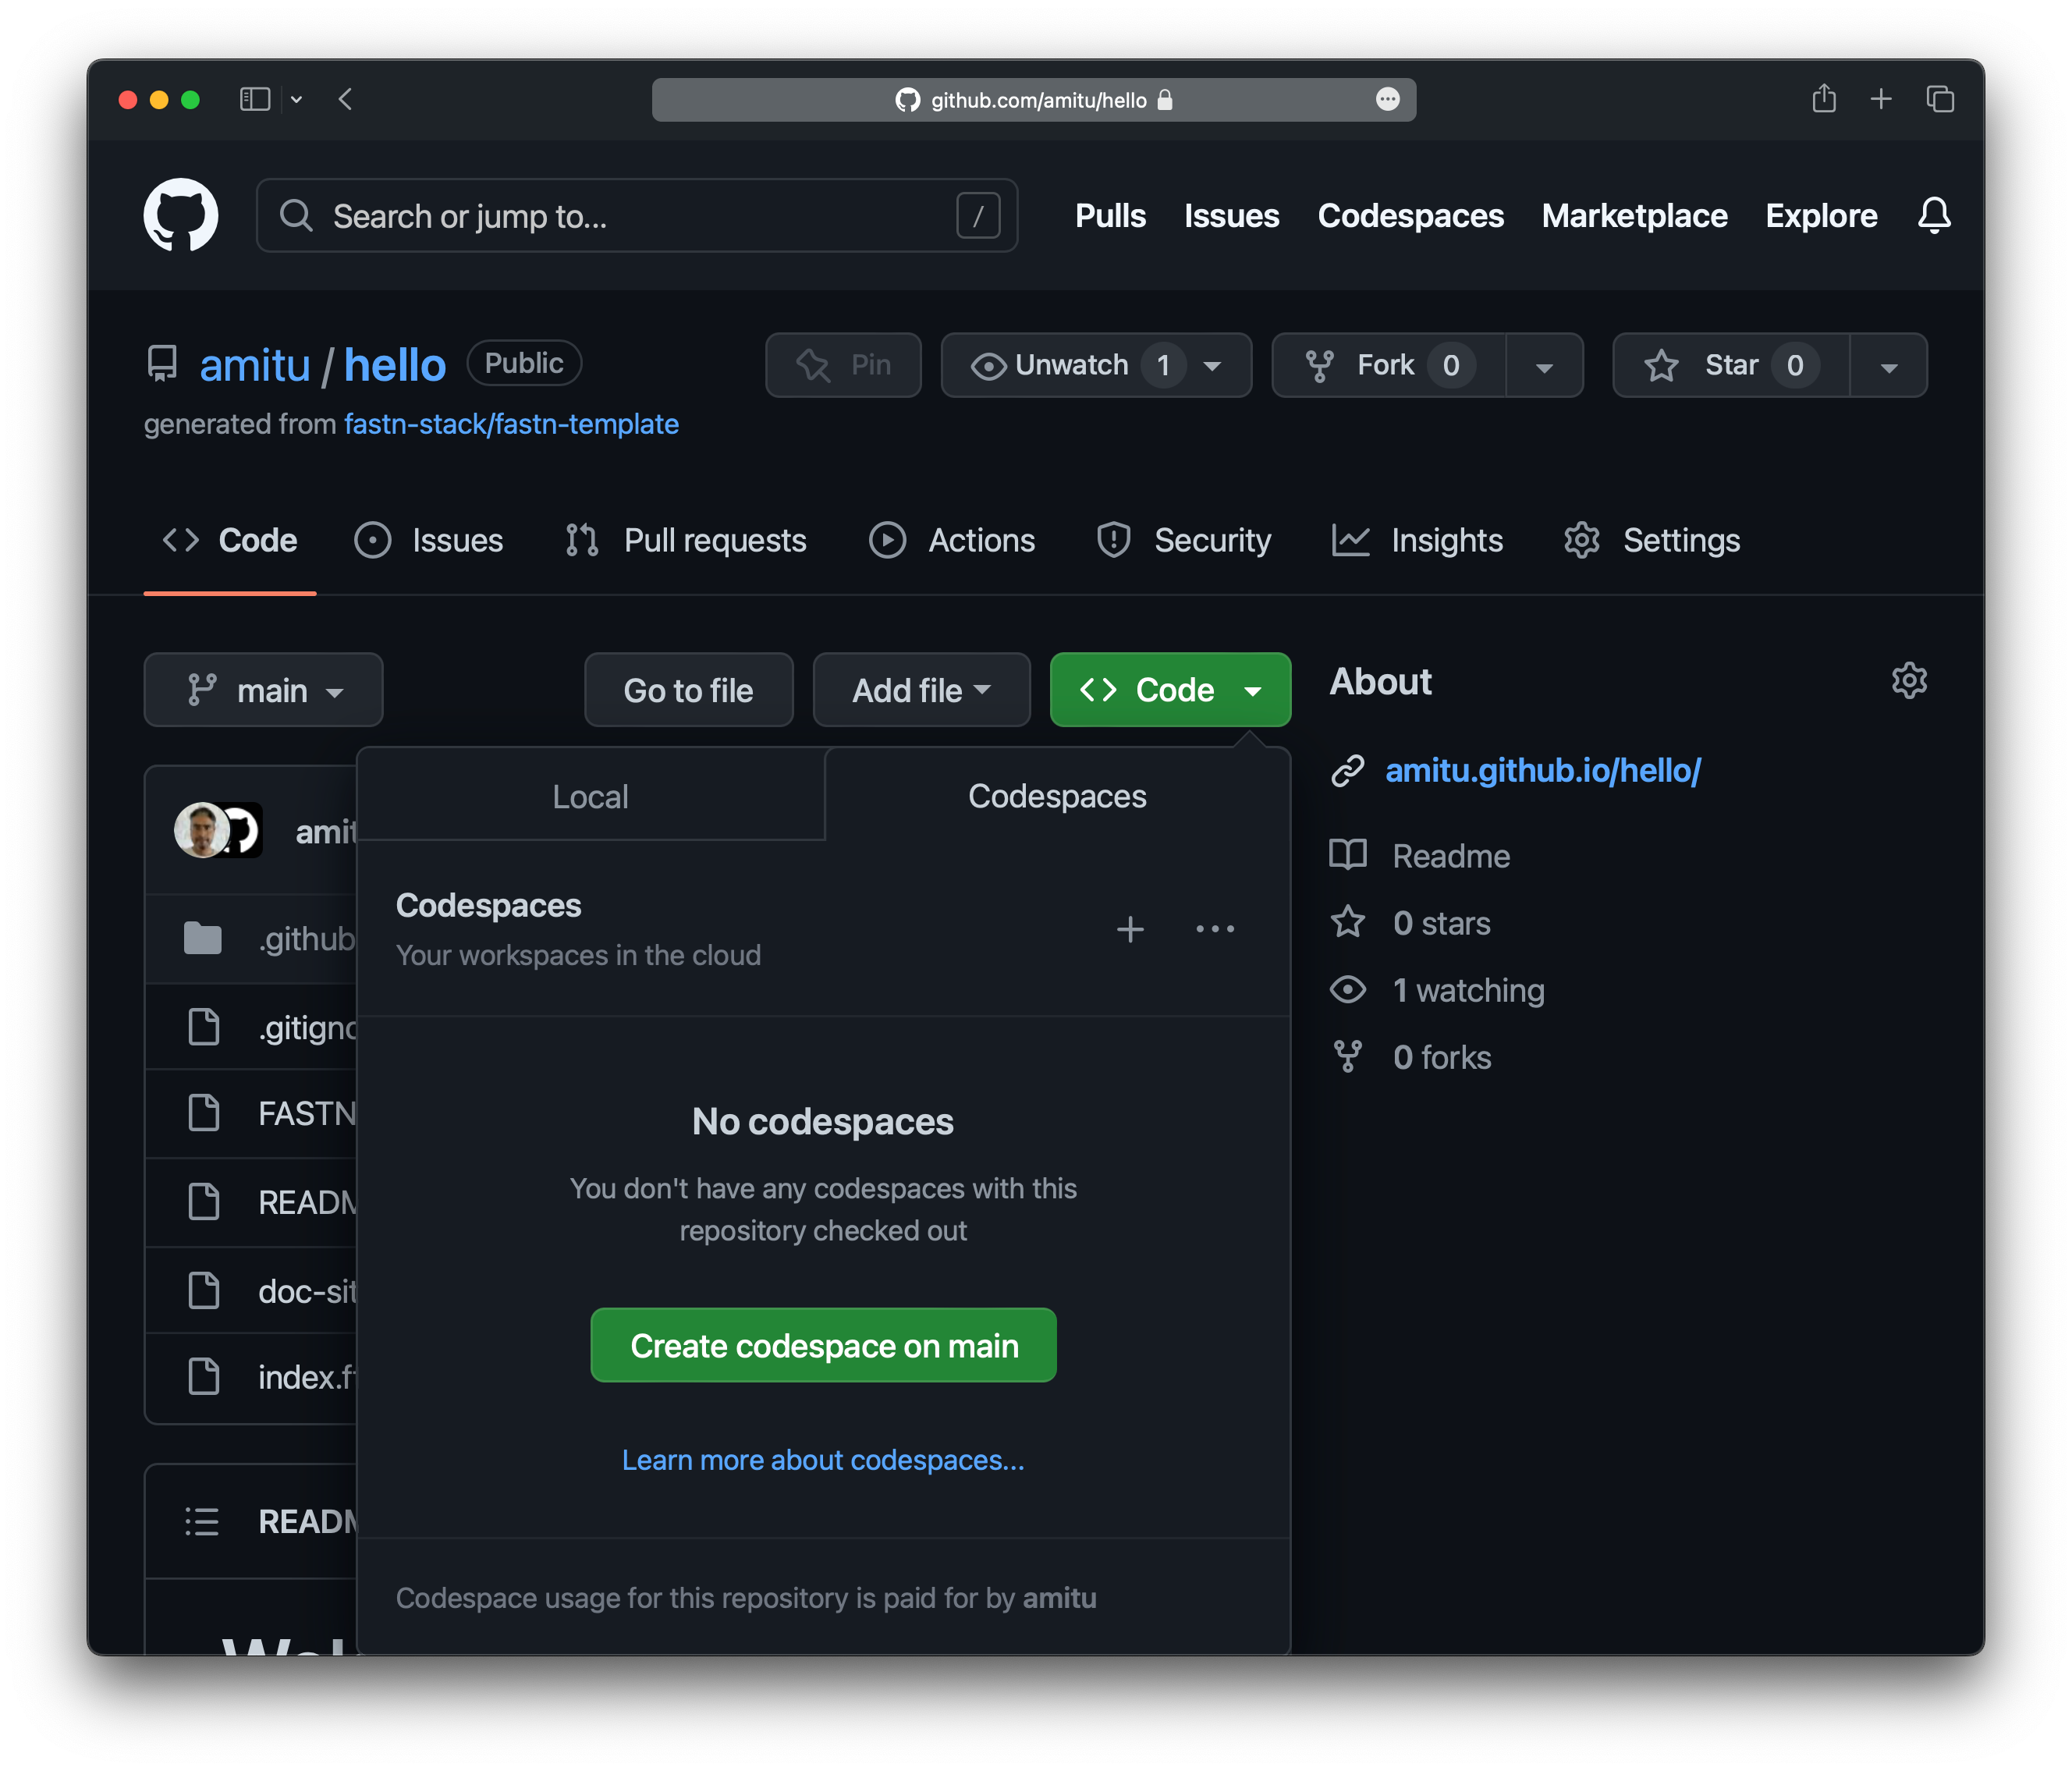 github.com/amitu/hello
Search or jump to... /
Pulls Issues Codespaces Marketplace Explore
amitu / hello Public
Pin Unwatch 1 Fork 0 Star 0
generated from fastn-stack/fastn-template
Code Issues Pull requests Actions Security Insights Settings
main Go to file Add file Code
About
amitu.github.io/hello/
Readme
0 stars
1 watching
0 forks
Local Codespaces
Codespaces
Your workspaces in the cloud
No codespaces
You don't have any codespaces with this
repository checked out
Create codespace on main
Learn more about codespaces...
Codespace usage for this repository is paid for by amitu
amit
.github
.gitigno
FASTN
READM
doc-sit
index.f
READM